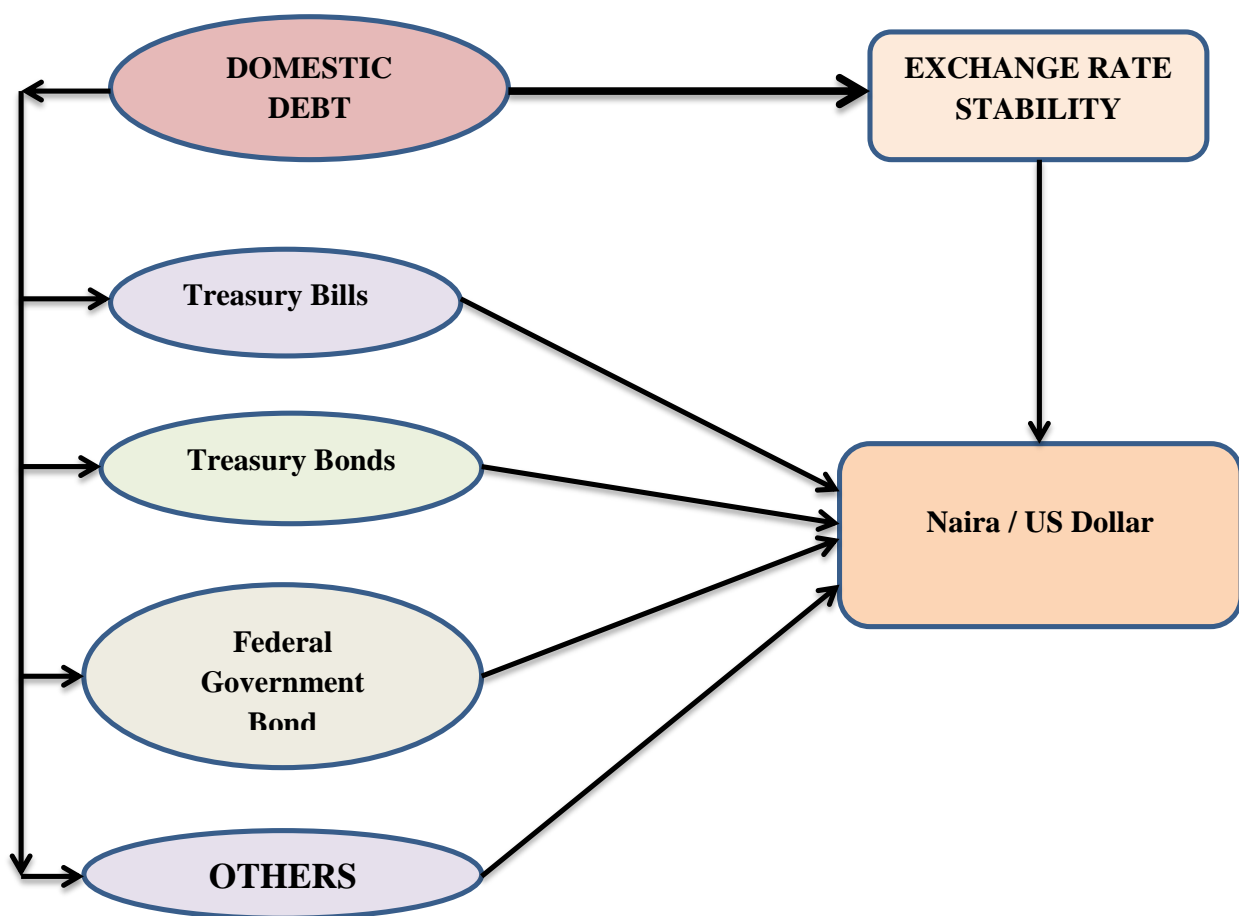 DOMESTIC
DEBT
EXCHANGE RATE
STABILITY
Treasury Bills
Treasury Bonds
Naira / US Dollar
Federal
Government
Bond
OTHERS